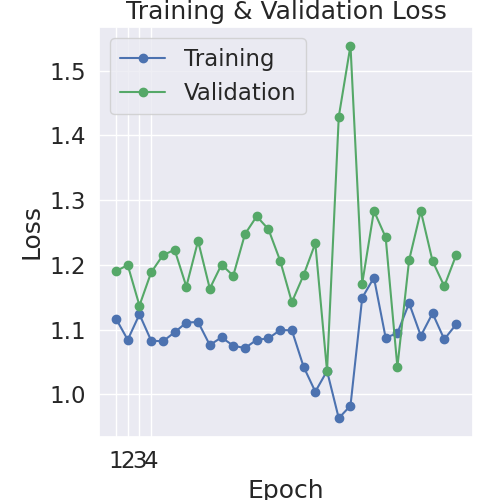 Training & Validation Loss
Training
Validation
1.5
1.4
1.3
1.2
1.1
1.0
Loss
1234
Epoch